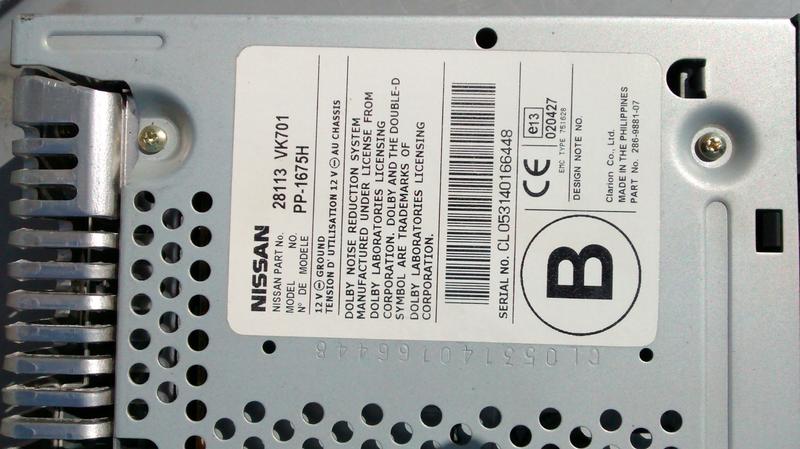 NISSAN
NISSAN PART No. 28113 VK701
MODEL NO.
N° DE MODELE PP-1675H
12 V ⊖ GROUND
TENSION D' UTILISATION 12 V ⊖ AU CHASSIS
DOLBY NOISE REDUCTION SYSTEM
MANUFACTURED UNDER LICENSE FROM
DOLBY LABORATORIES LICENSING
CORPORATION. DOLBY AND THE DOUBLE-D
SYMBOL ARE TRADEMARKS OF
DOLBY LABORATORIES LICENSING
CORPORATION.
SERIAL NO. CL053140166448
B
CE
e13
020427
EMC TYPE 751628
DESIGN NOTE NO.
Clarion Co., Ltd.
MADE IN THE PHILIPPINES
PART No. 286-9881-07
CL053140166448